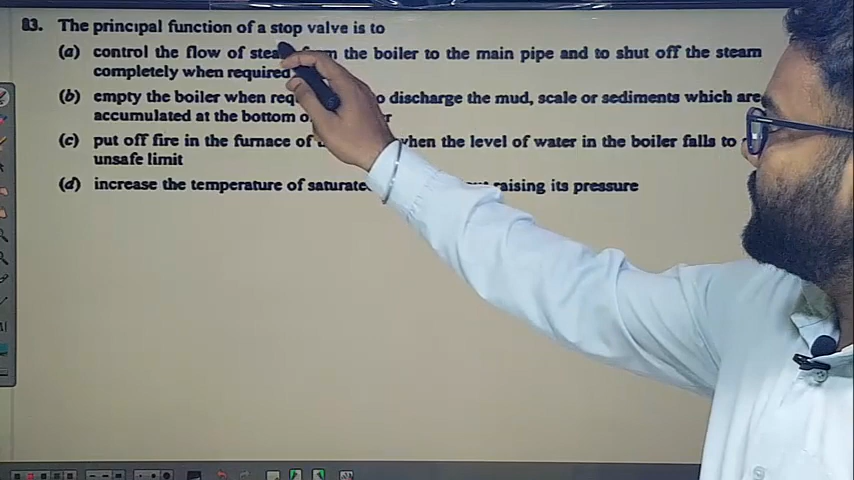 83. The principal function of a stop valve is to
(a) control the flow of the boiler to the main pipe and to shut off the steam
completely when required
(b) empty the boiler when discharge the mud, scale or sediments which are
accumulated at the bottom
(c) put off fire in the furnace of when the level of water in the boiler falls to
unsafe limit
(d) increase the temperature of raising its pressure